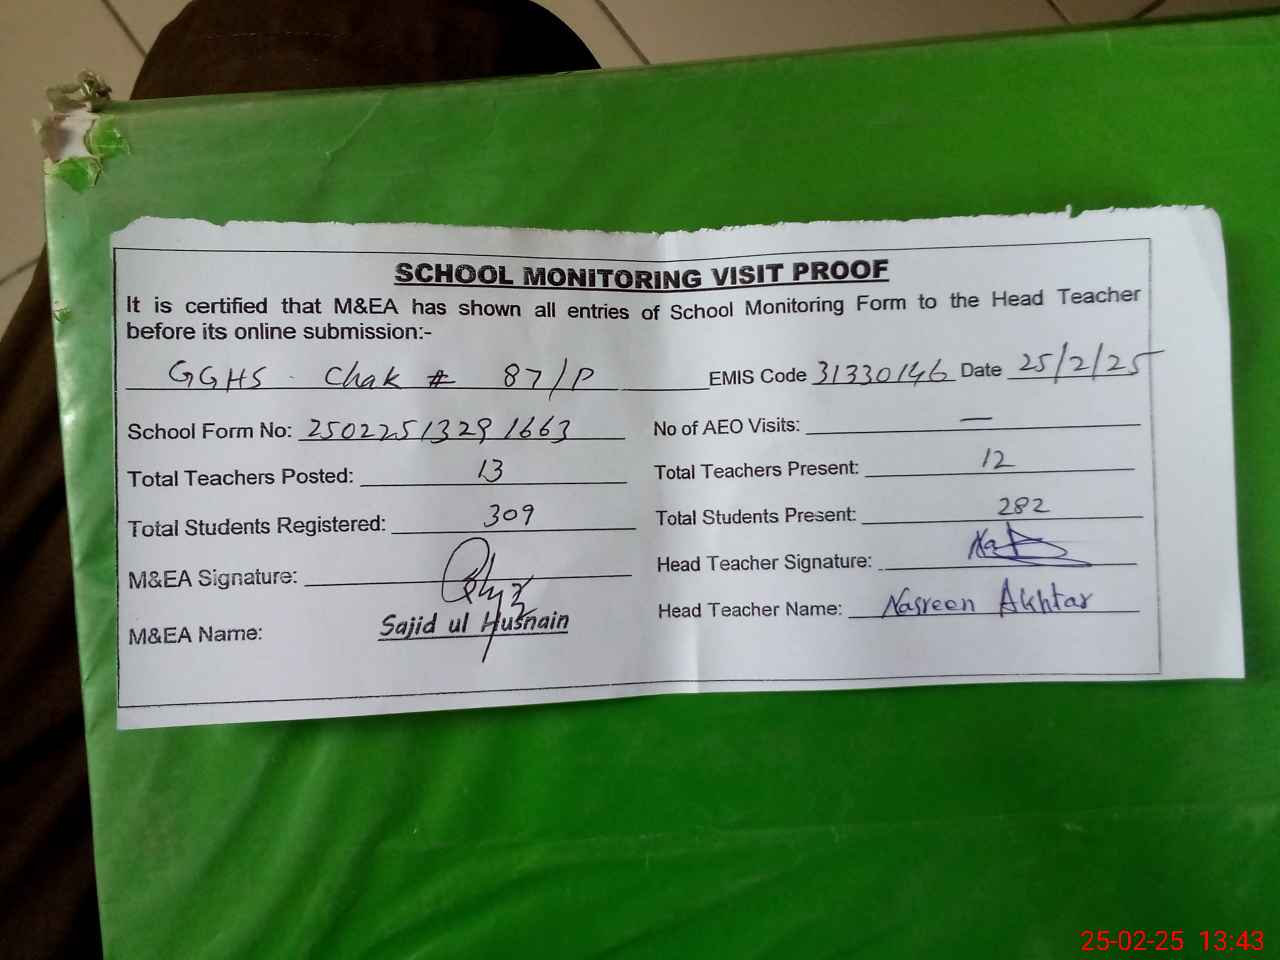 SCHOOL MONITORING VISIT PROOF
It is certified that M&EA has shown all entries of School Monitoring Form to the Head Teacher
before its online submission:-
GGHS. Chak # 87/P EMIS Code 31330146 Date 25/2/25
School Form No: 2502251329 1663 No of AEO Visits: —
Total Teachers Posted: 13 Total Teachers Present: 12
Total Students Registered: 309 Total Students Present: 282
M&EA Signature: Head Teacher Signature:
M&EA Name: Sajid ul Husnain Head Teacher Name: Nasreen Akhtar
25-02-25 13:43